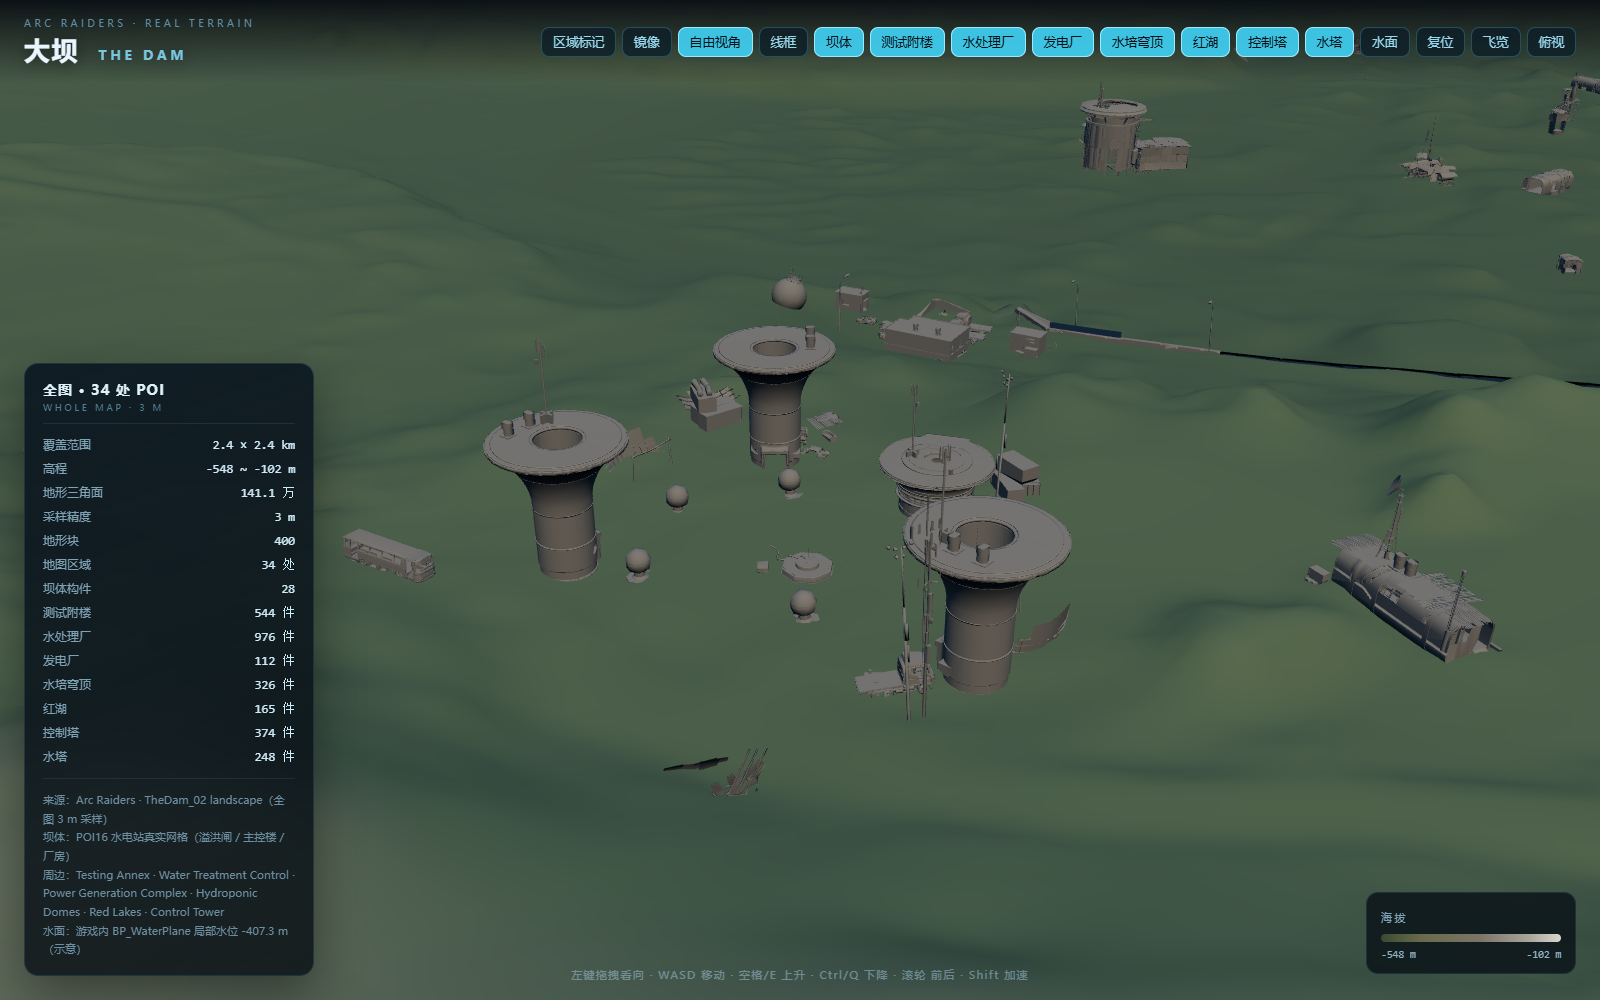 ARC RAIDERS · REAL TERRAIN
大坝 THE DAM
区域标记 镜像 自由视角 线框 坝体 测试附楼 水处理厂 发电厂 水培穹顶 红湖 控制塔 水塔 水面 复位 飞览 俯视
全图 • 34 处 POI
WHOLE MAP · 3 M
覆盖范围 2.4 × 2.4 km
高程 -548 ~ -102 m
地形三角面 141.1 万
采样精度 3 m
地形块 400
地图区域 34 处
坝体构件 28
测试附楼 544 件
水处理厂 976 件
发电厂 112 件
水培穹顶 326 件
红湖 165 件
控制塔 374 件
水塔 248 件
来源：Arc Raiders · TheDam_02 landscape（全
图 3 m 采样）
坝体：POI16 水电站真实网格（溢洪闸 / 主控楼 /
厂房）
周边：Testing Annex · Water Treatment Control ·
Power Generation Complex · Hydroponic
Domes · Red Lakes · Control Tower
水面：游戏内 BP_WaterPlane 局部水位 -407.3 m
（示意）
海拔
-548 m -102 m
左键拖拽看向 · WASD 移动 · 空格/E 上升 · Ctrl/Q 下降 · 滚轮 前后 · Shift 加速